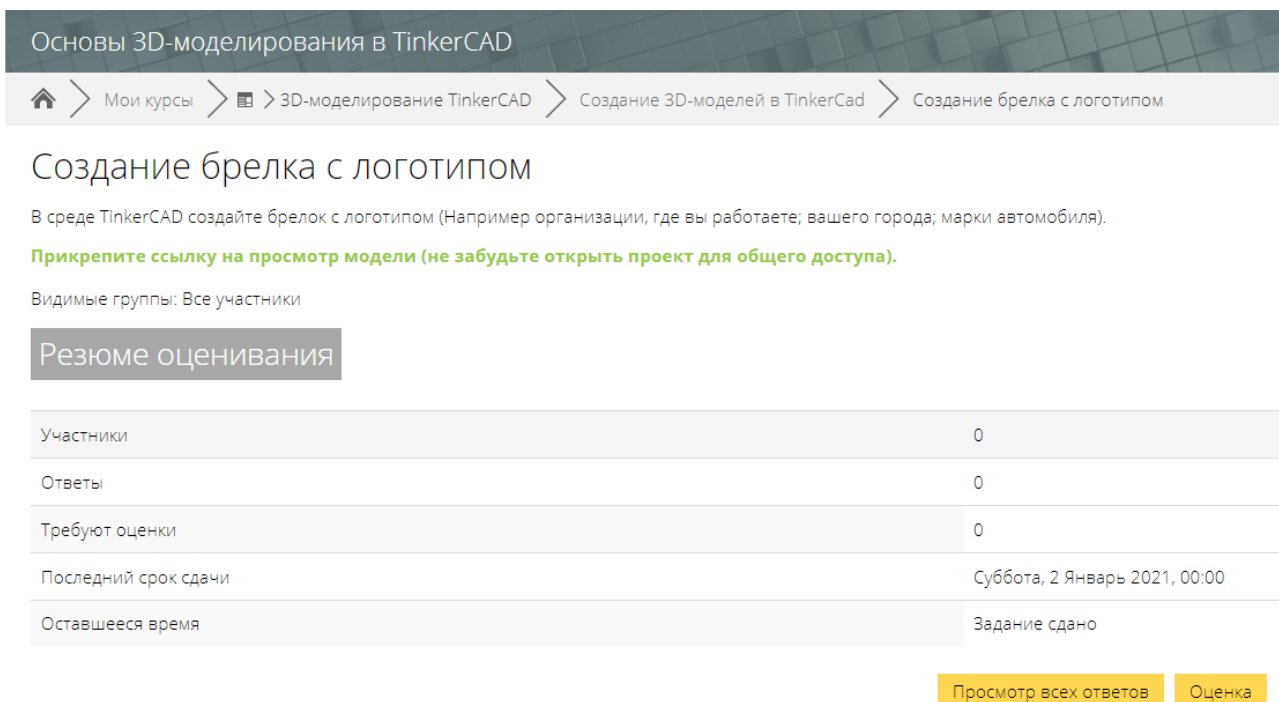 Основы 3D-моделирования в TinkerCAD
Мои курсы 3D-моделирование TinkerCAD Создание 3D-моделей в TinkerCad Создание брелка с логотипом
Создание брелка с логотипом
В среде TinkerCAD создайте брелок с логотипом (Например организации, где вы работаете; вашего города; марки автомобиля).
Прикрепите ссылку на просмотр модели (не забудьте открыть проект для общего доступа).
Видимые группы: Все участники
Резюме оценивания
Участники 0
Ответы 0
Требуют оценки 0
Последний срок сдачи Суббота, 2 Январь 2021, 00:00
Оставшееся время Задание сдано
Просмотр всех ответов Оценка